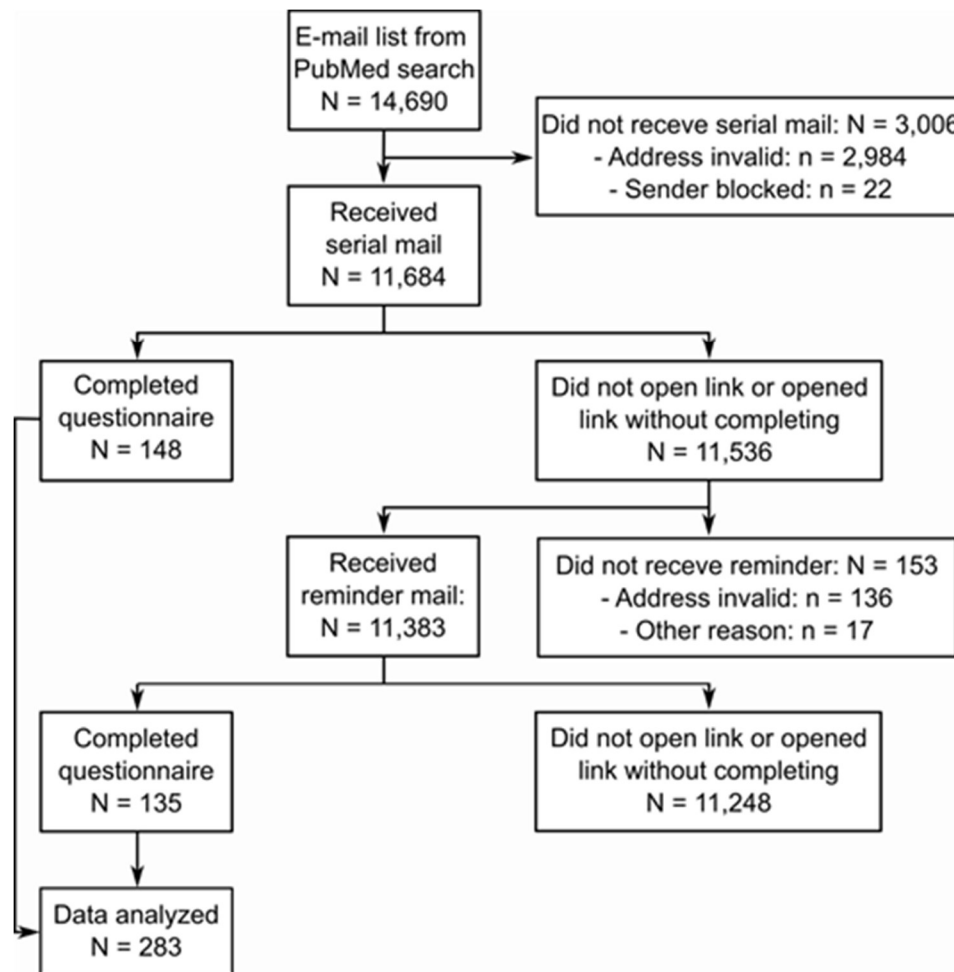 E-mail list from
PubMed search
N = 14,690
Did not receve serial mail: N = 3,006
- Address invalid: n = 2,984
- Sender blocked: n = 22
Received
serial mail
N = 11,684
Completed
questionnaire
N = 148
Did not open link or opened
link without completing
N = 11,536
Received
reminder mail:
N = 11,383
Did not receve reminder: N = 153
- Address invalid: n = 136
- Other reason: n = 17
Completed
questionnaire
N = 135
Did not open link or opened
link without completing
N = 11,248
Data analyzed
N = 283